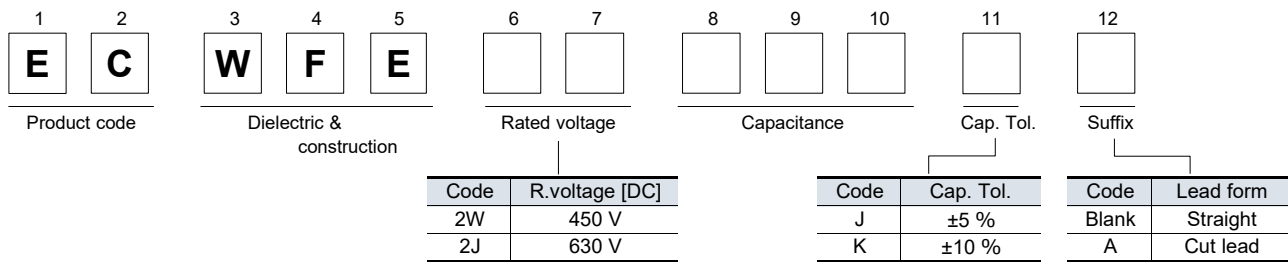 1 2 3 4 5 6 7 8 9 10 11 12
E C W F E
Product code Dielectric & construction Rated voltage Capacitance Cap. Tol. Suffix
Code R.voltage [DC]
2W 450 V
2J 630 V
Code Cap. Tol.
J ±5 %
K ±10 %
Code Lead form
Blank Straight
A Cut lead